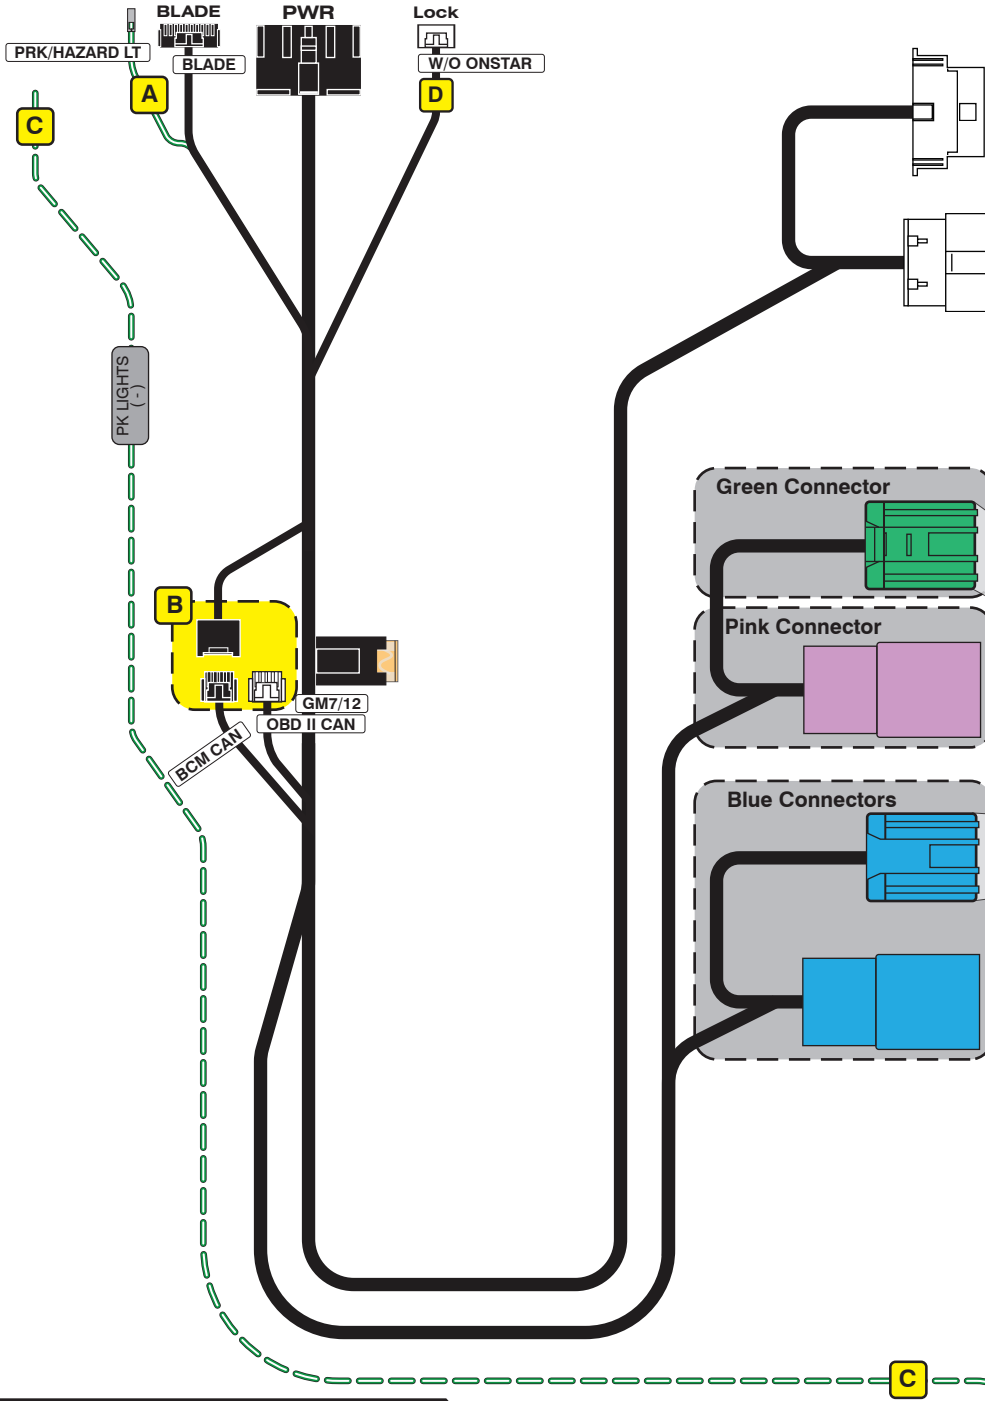 BLADE
PWR
Lock
PRK/HAZARD LT
BLADE
W/O ONSTAR
A
D
C
PK LIGHTS
( - )
Green Connector
B
Pink Connector
GM7/12
OBD II CAN
BCM CAN
Blue Connectors
C